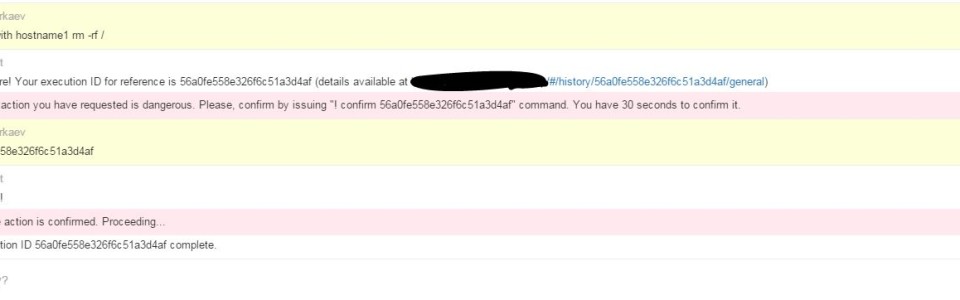 rkaev
ith hostname1 rm -rf /
t
re! Your execution ID for reference is 56a0fe558e326f6c51a3d4af (details available at /#/history/56a0fe558e326f6c51a3d4af/general)
action you have requested is dangerous. Please, confirm by issuing "I confirm 56a0fe558e326f6c51a3d4af" command. You have 30 seconds to confirm it.
rkaev
58e326f6c51a3d4af
t
!
action is confirmed. Proceeding...
tion ID 56a0fe558e326f6c51a3d4af complete.
??